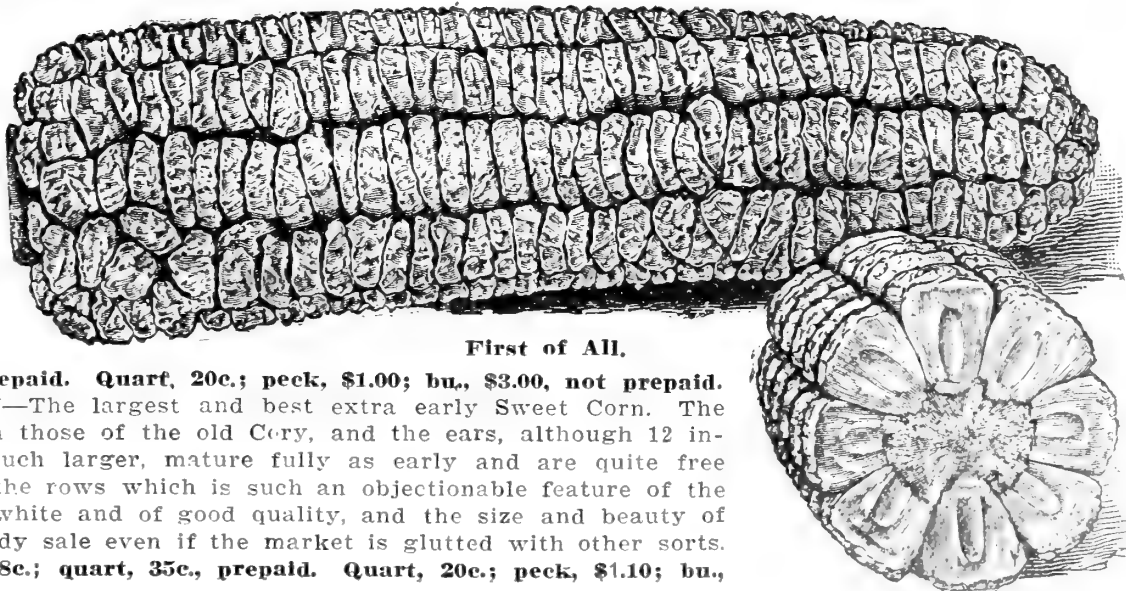 First of All.
epaid. Quart, 20c.; peck, $1.00; bu., $3.00, not prepaid.
—The largest and best extra early Sweet Corn. The
those of the old Cory, and the ears, although 12 in-
uch larger, mature fully as early and are quite free
he rows which is such an objectionable feature of the
white and of good quality, and the size and beauty of
dy sale even if the market is glutted with other sorts.
8c.; quart, 35c., prepaid. Quart, 20c.; peck, $1.10; bu.,